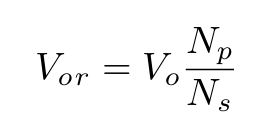 $V_{or} = V_o \frac{N_p}{N_s}$